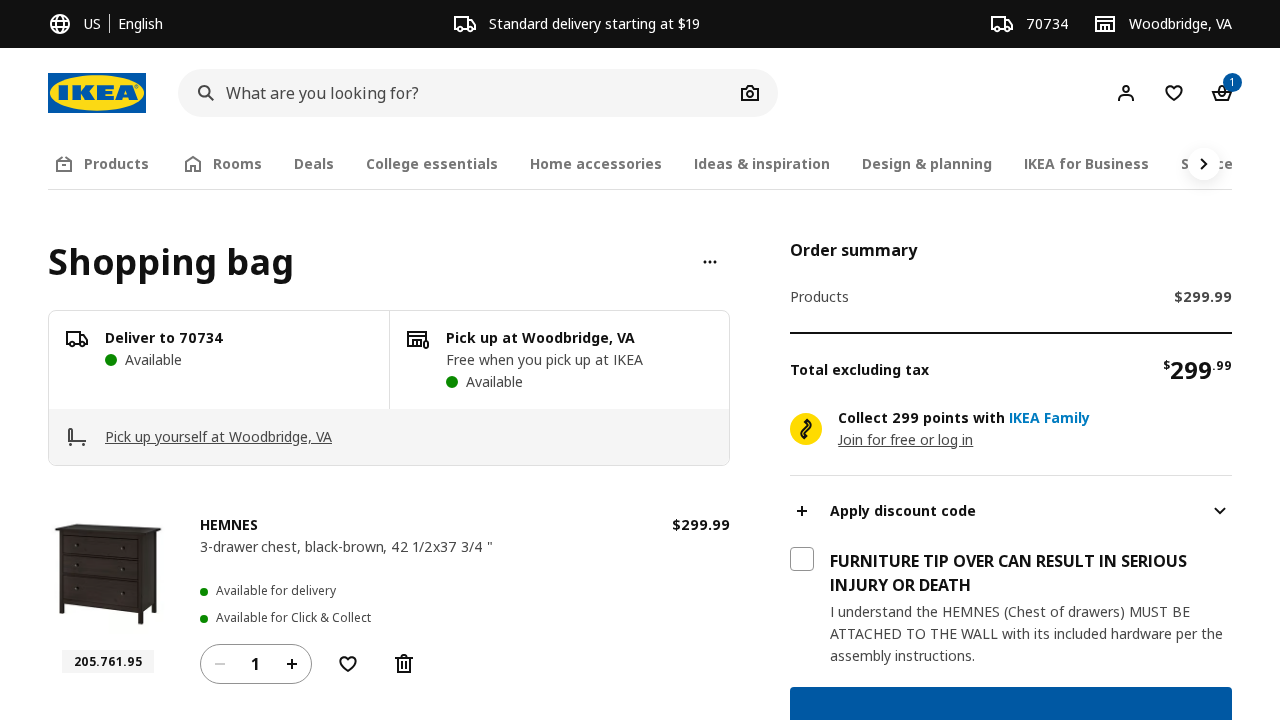 US English
Standard delivery starting at $19
70734
Woodbridge, VA
IKEA
What are you looking for?
1
Products
Rooms
Deals
College essentials
Home accessories
Ideas & inspiration
Design & planning
IKEA for Business
Shopping bag
Deliver to 70734
Available
Pick up at Woodbridge, VA
Free when you pick up at IKEA
Available
Pick up yourself at Woodbridge, VA
HEMNES
$299.99
3-drawer chest, black-brown, 42 1/2x37 3/4 "
Available for delivery
Available for Click & Collect
205.761.95
1
Order summary
Products
$299.99
Total excluding tax
$299.99
Collect 299 points with IKEA Family
Join for free or log in
Apply discount code
FURNITURE TIP OVER CAN RESULT IN SERIOUS
INJURY OR DEATH
I understand the HEMNES (Chest of drawers) MUST BE
ATTACHED TO THE WALL with its included hardware per the
assembly instructions.